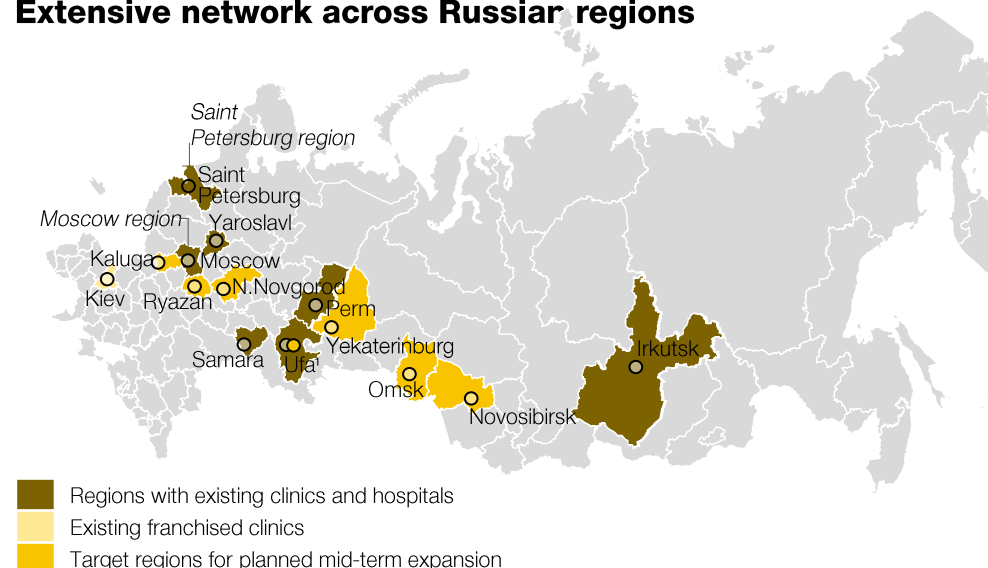 Extensive network across Russian regions
Saint
Petersburg region
Saint
Petersburg
Moscow region
Yaroslavl
Kaluga
Moscow
Kiev
Ryazan
N.Novgorod
Perm
Samara
Ufa
Yekaterinburg
Omsk
Novosibirsk
Irkutsk
Regions with existing clinics and hospitals
Existing franchised clinics
Target regions for planned mid-term expansion